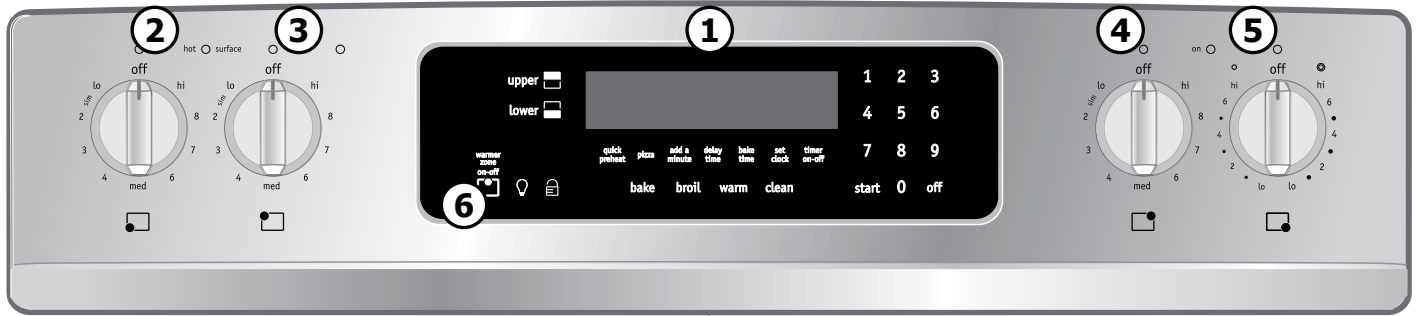 2
3
1
4
5
hot
surface
on
off
lo
hi
sim
2
8
3
7
4
med
6
off
lo
hi
sim
2
8
3
7
4
med
6
upper
lower
warmer
zone
on-off
6
quick
preheat
pizza
add a
minute
delay
time
bake
time
set
clock
timer
on-off
bake
broil
warm
clean
1 2 3
4 5 6
7 8 9
start 0 off
off
lo
hi
sim
2
8
3
7
4
med
6
off
hi
hi
6
6
4
4
2
2
lo
lo